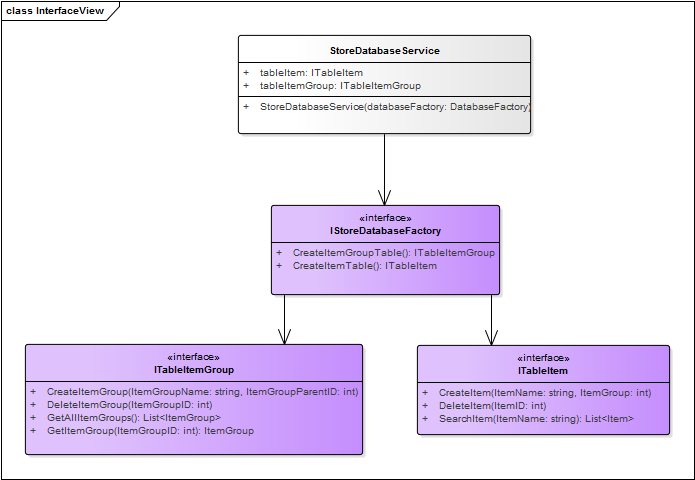 class InterfaceView
StoreDatabaseService
+ tableItem: ITableItem
+ tableItemGroup: ITableItemGroup
+ StoreDatabaseService(databaseFactory: DatabaseFactory)
«interface»
IStoreDatabaseFactory
+ CreateItemGroupTable(): ITableItemGroup
+ CreateItemTable(): ITableItem
«interface»
ITableItemGroup
+ CreateItemGroup(ItemGroupName: string, ItemGroupParentID: int)
+ DeleteItemGroup(ItemGroupID: int)
+ GetAllItemGroups(): List<ItemGroup>
+ GetItemGroup(ItemGroupID: int): ItemGroup
«interface»
ITableItem
+ CreateItem(ItemName: string, ItemGroup: int)
+ DeleteItem(ItemID: int)
+ SearchItem(ItemName: string): List<Item>